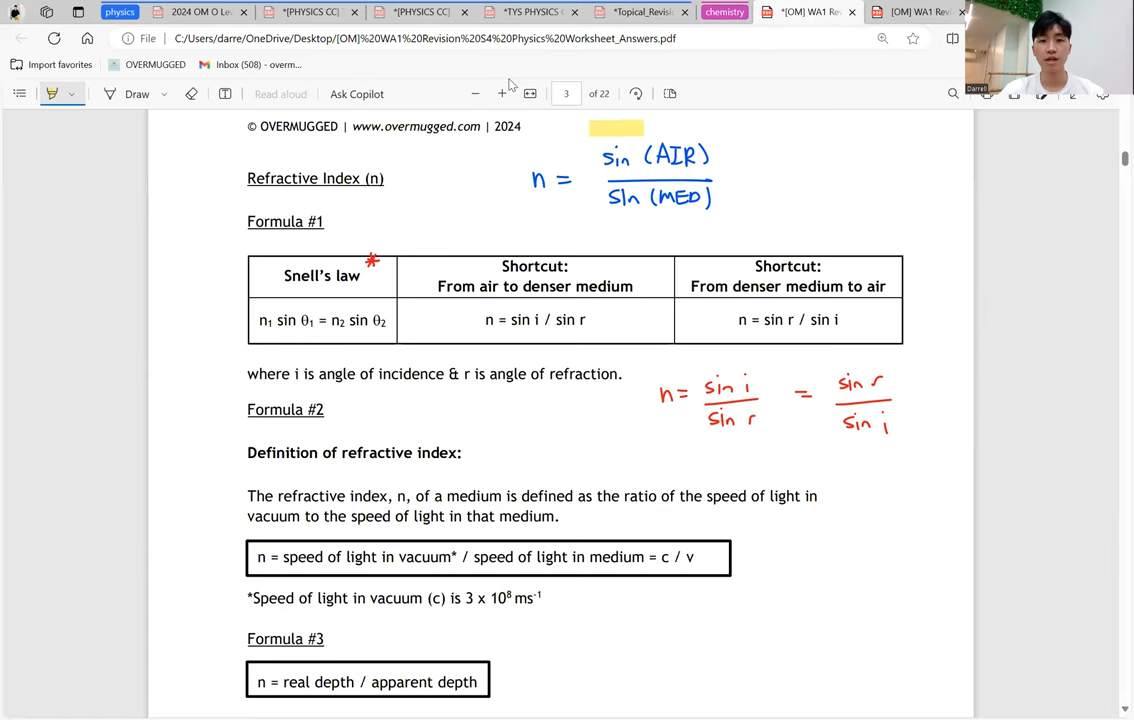 physics
2024 OM O Le
*[PHYSICS CC]
*[PHYSICS CC]
*TYS PHYSICS
*Topical_Revisi
chemistry
*[OM] WA1 Rev
[OM] WA1 Revis
File
C:/Users/darre/OneDrive/Desktop/[OM]%20WA1%20Revision%20S4%20Physics%20Worksheet_Answers.pdf
Import favorites
OVERMUGGED
Inbox (508) - overm...
Draw
Read aloud
Ask Copilot
3 of 22
Darrell
© OVERMUGGED | www.overmugged.com | 2024
n = sin (AIR) / sin (MED)
Refractive Index (n)
Formula #1
Snell's law *
Shortcut:
From air to denser medium
Shortcut:
From denser medium to air
n₁ sin θ₁ = n₂ sin θ₂
n = sin i / sin r
n = sin r / sin i
where i is angle of incidence & r is angle of refraction.
n = sin i / sin r = sin r / sin i
Formula #2
Definition of refractive index:
The refractive index, n, of a medium is defined as the ratio of the speed of light in
vacuum to the speed of light in that medium.
n = speed of light in vacuum* / speed of light in medium = c / v
*Speed of light in vacuum (c) is 3 x 10⁸ ms⁻¹
Formula #3
n = real depth / apparent depth